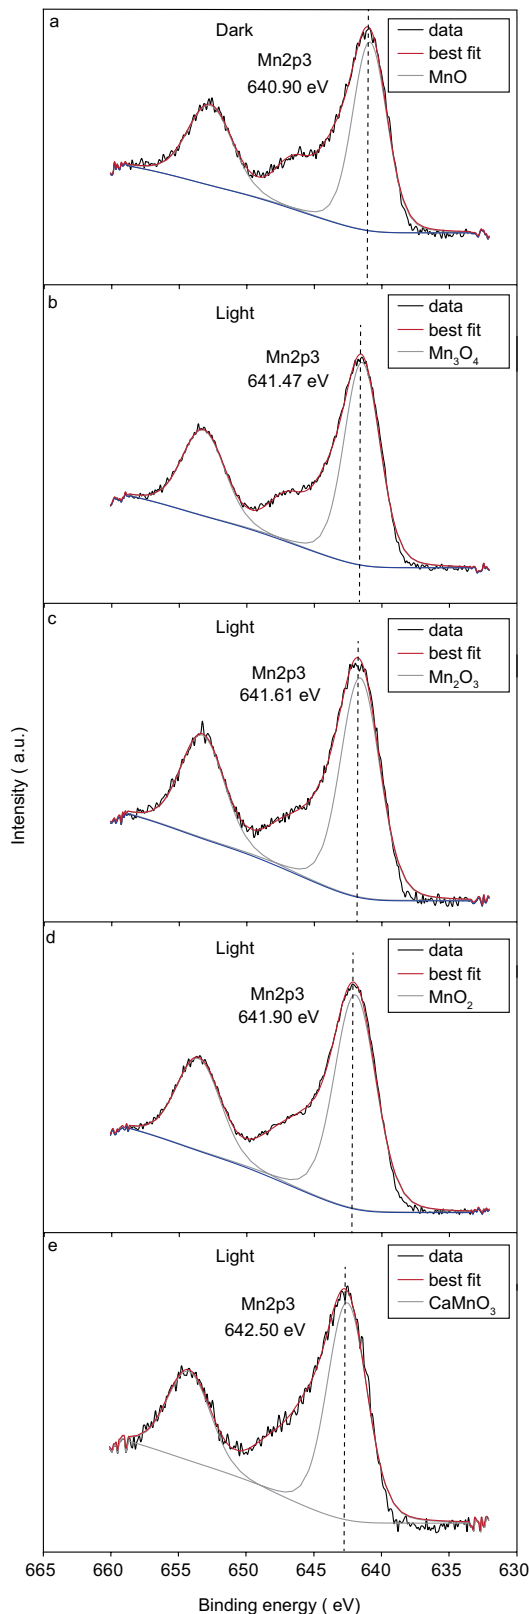 a
Dark
Mn2p3
640.90 eV
data
best fit
MnO
b
Light
Mn2p3
641.47 eV
data
best fit
Mn₃O₄
c
Light
Mn2p3
641.61 eV
data
best fit
Mn₂O₃
Intensity ( a.u.)
d
Light
Mn2p3
641.90 eV
data
best fit
MnO₂
e
Light
Mn2p3
642.50 eV
data
best fit
CaMnO₃
665 660 655 650 645 640 635 630
Binding energy ( eV)